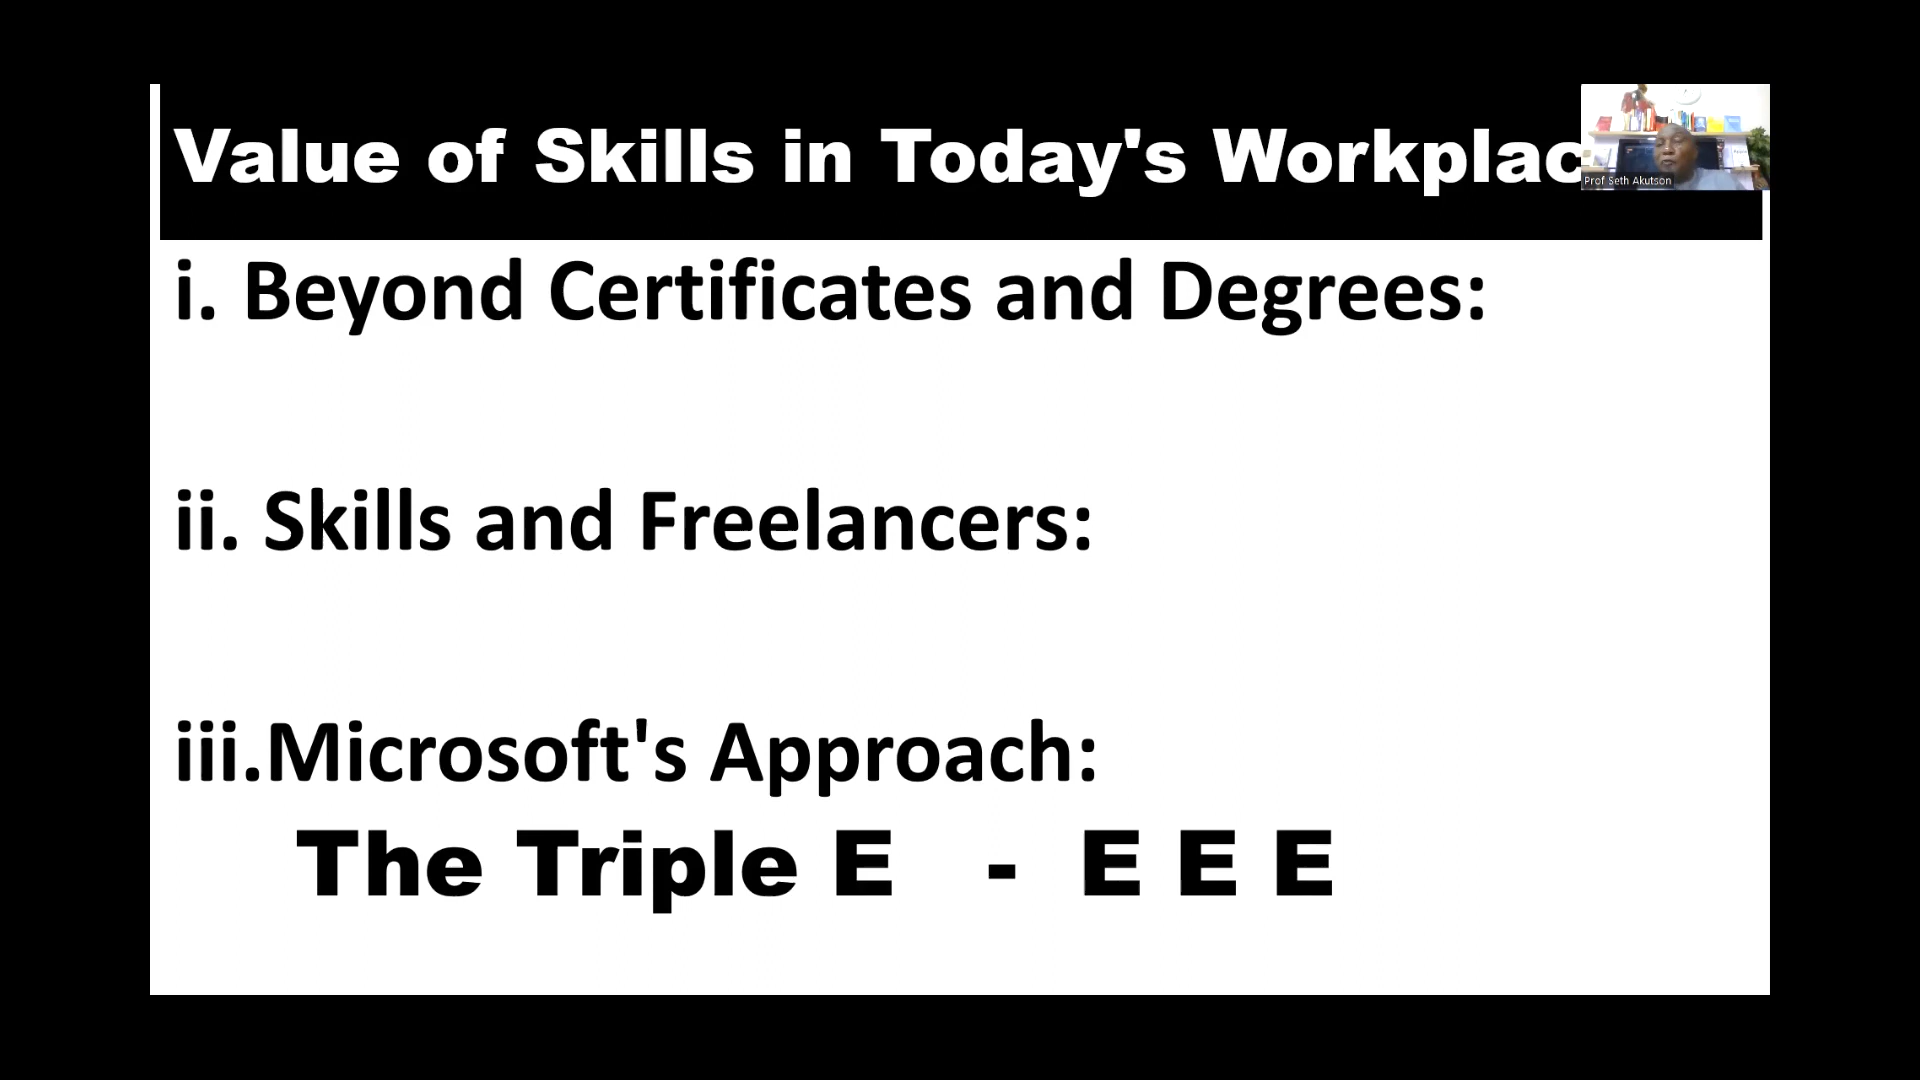 Value of Skills in Today's Workplac
Prof Seth Akutson
i. Beyond Certificates and Degrees:
ii. Skills and Freelancers:
iii.Microsoft's Approach:
The Triple E - E E E